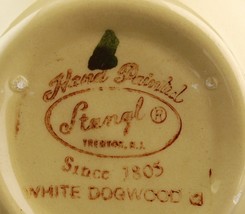 Hand Painted
Stangl ®
TRENTON, N.J.
Since 1805
WHITE DOGWOOD